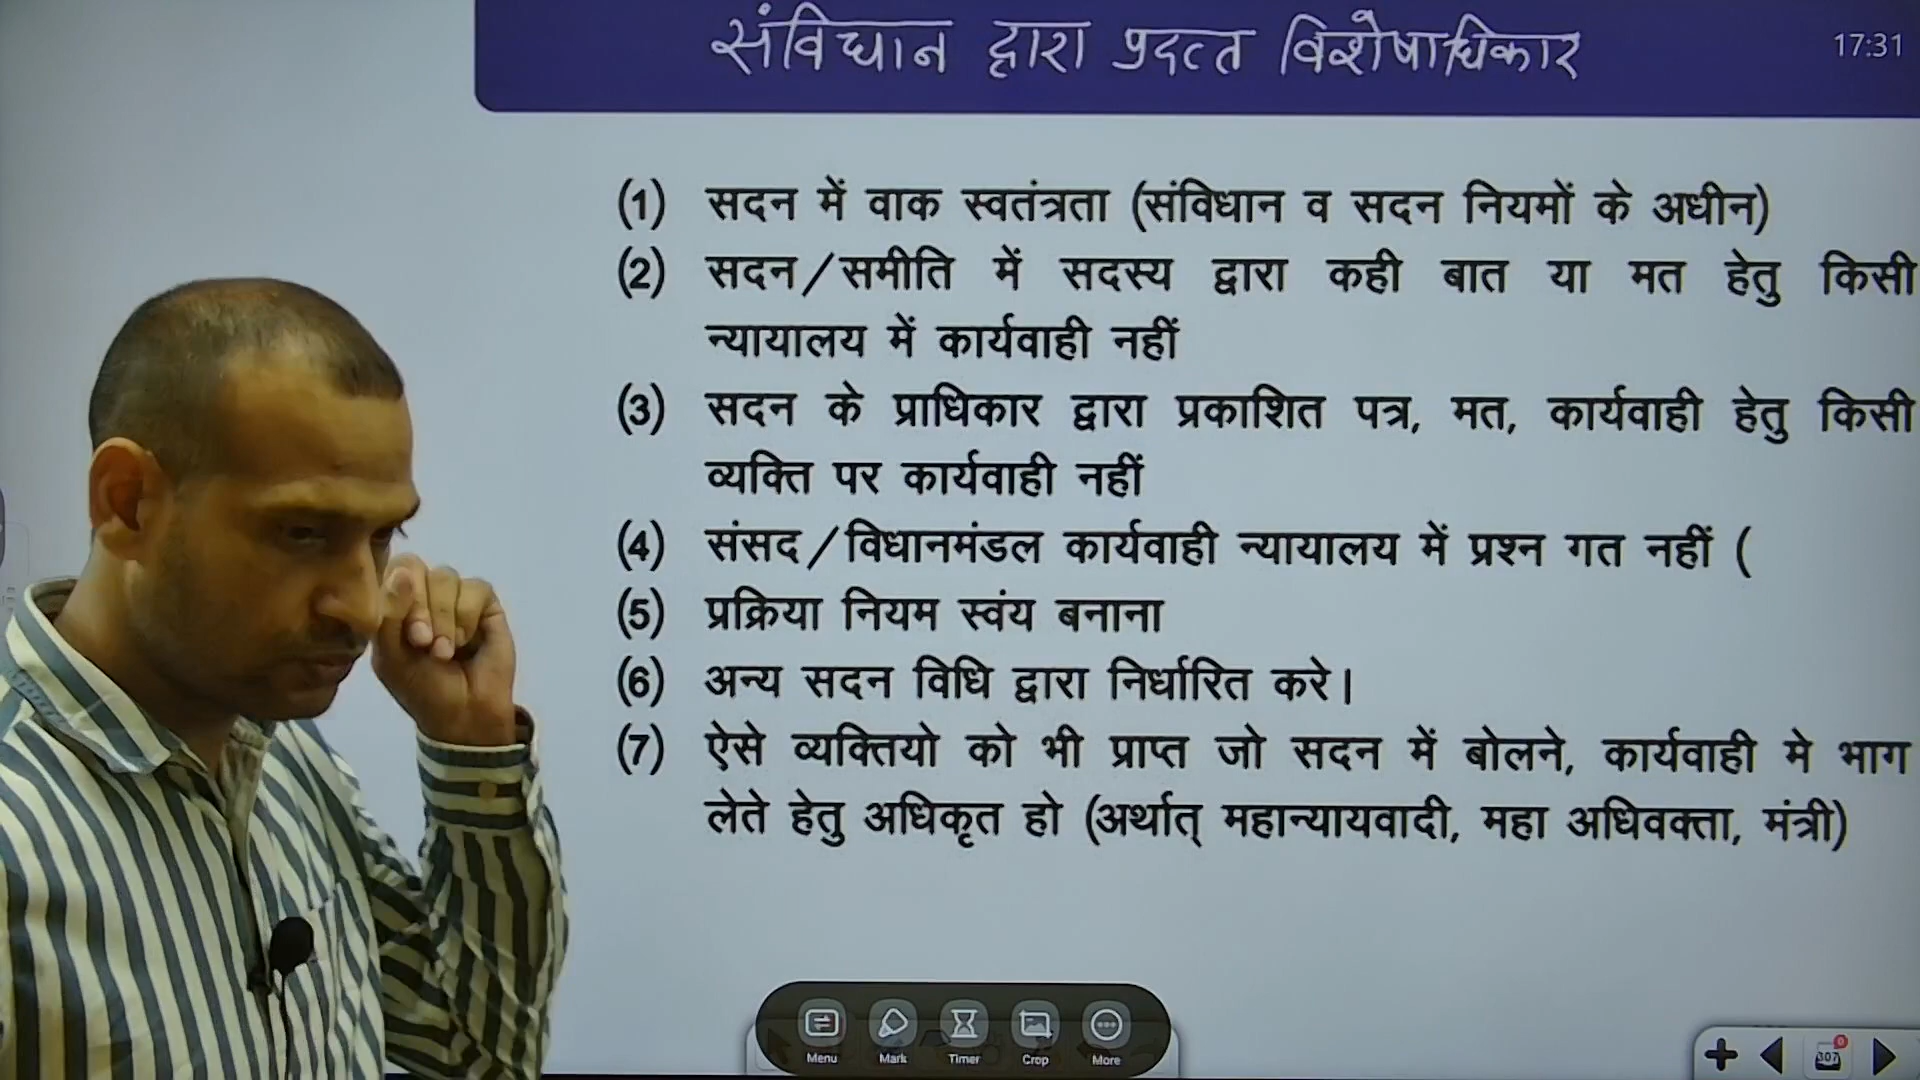 संविधान द्वारा प्रदत्त विशेषाधिकार
17:31
(1) सदन में वाक स्वतंत्रता (संविधान व सदन नियमों के अधीन)
(2) सदन/समीति में सदस्य द्वारा कही बात या मत हेतु किसी
न्यायालय में कार्यवाही नहीं
(3) सदन के प्राधिकार द्वारा प्रकाशित पत्र, मत, कार्यवाही हेतु किसी
व्यक्ति पर कार्यवाही नहीं
(4) संसद/विधानमंडल कार्यवाही न्यायालय में प्रश्न गत नहीं (
(5) प्रक्रिया नियम स्वंय बनाना
(6) अन्य सदन विधि द्वारा निर्धारित करे।
(7) ऐसे व्यक्तियो को भी प्राप्त जो सदन में बोलने, कार्यवाही मे भाग
लेते हेतु अधिकृत हो (अर्थात् महान्यायवादी, महा अधिवक्ता, मंत्री)
Menu Mark Timer Crop More
307 0